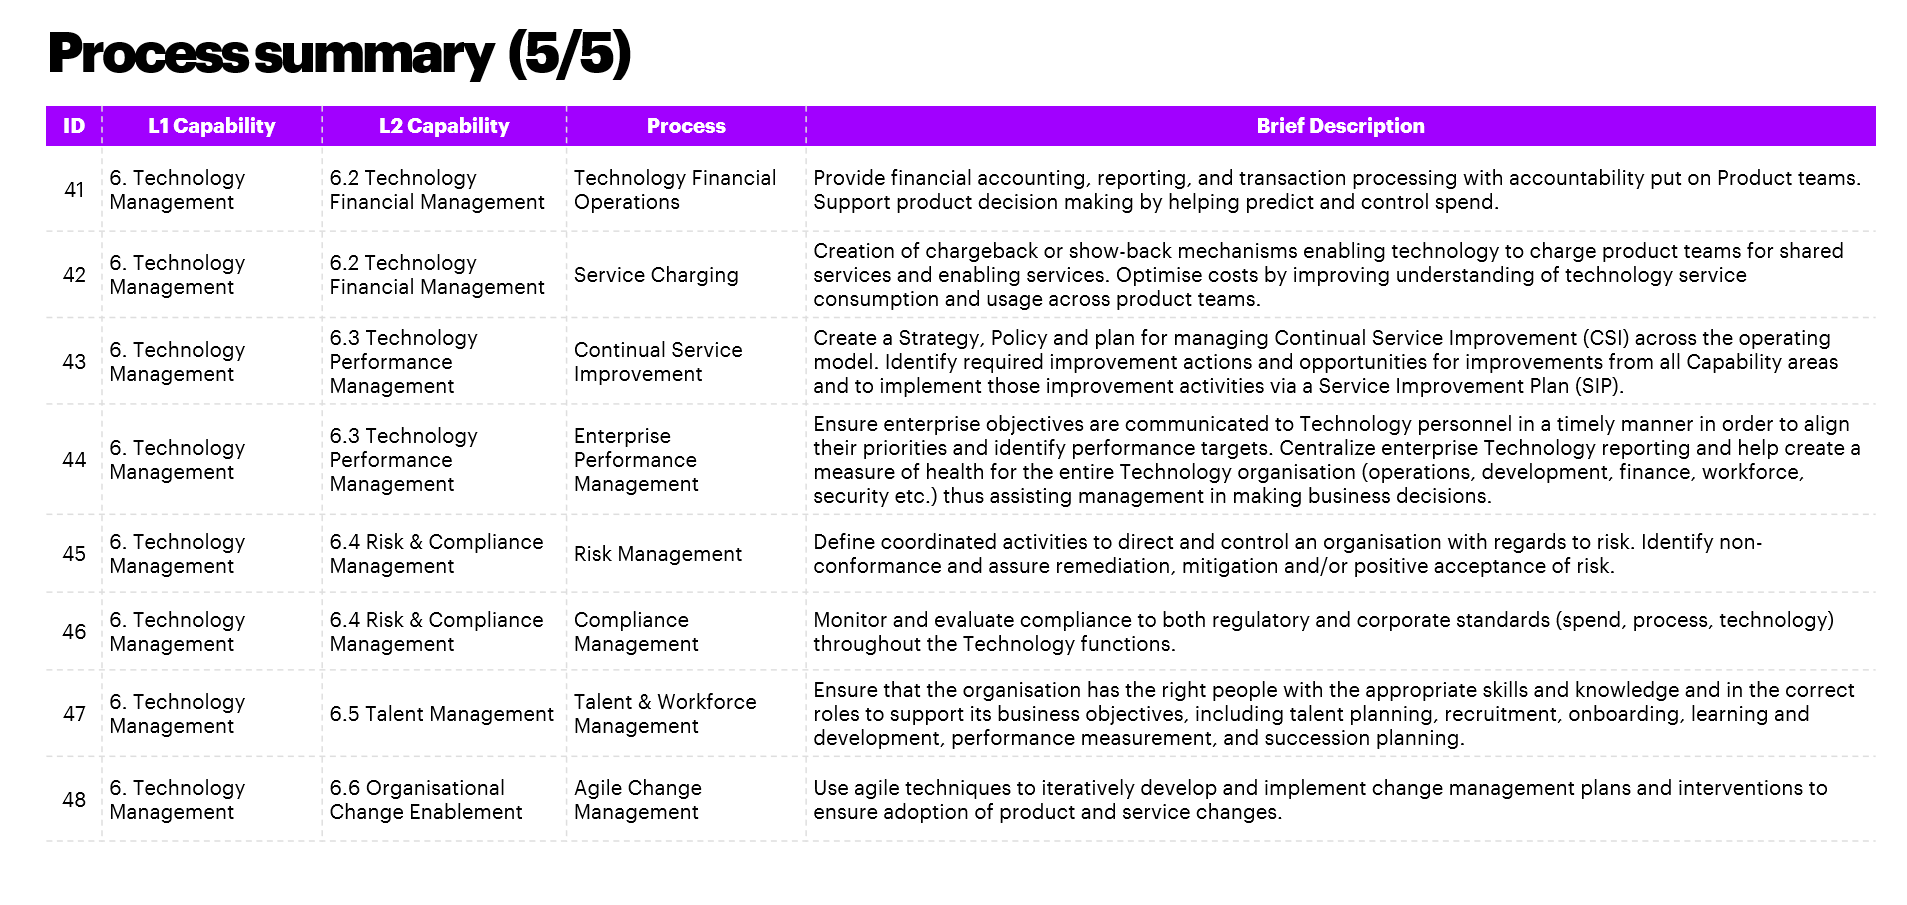 Process summary (5/5)
ID L1 Capability L2 Capability Process Brief Description
41
6. Technology
Management
6.2 Technology
Financial Management
Technology Financial
Operations
Provide financial accounting, reporting, and transaction processing with accountability put on Product teams.
Support product decision making by helping predict and control spend.
42
6. Technology
Management
6.2 Technology
Financial Management
Service Charging
Creation of chargeback or show-back mechanisms enabling technology to charge product teams for shared
services and enabling services. Optimise costs by improving understanding of technology service
consumption and usage across product teams.
43
6. Technology
Management
6.3 Technology
Performance
Management
Continual Service
Improvement
Create a Strategy, Policy and plan for managing Continual Service Improvement (CSI) across the operating
model. Identify required improvement actions and opportunities for improvements from all Capability areas
and to implement those improvement activities via a Service Improvement Plan (SIP).
44
6. Technology
Management
6.3 Technology
Performance
Management
Enterprise
Performance
Management
Ensure enterprise objectives are communicated to Technology personnel in a timely manner in order to align
their priorities and identify performance targets. Centralize enterprise Technology reporting and help create a
measure of health for the entire Technology organisation (operations, development, finance, workforce,
security etc.) thus assisting management in making business decisions.
45
6. Technology
Management
6.4 Risk & Compliance
Management
Risk Management
Define coordinated activities to direct and control an organisation with regards to risk. Identify non-
conformance and assure remediation, mitigation and/or positive acceptance of risk.
46
6. Technology
Management
6.4 Risk & Compliance
Management
Compliance
Management
Monitor and evaluate compliance to both regulatory and corporate standards (spend, process, technology)
throughout the Technology functions.
47
6. Technology
Management
6.5 Talent Management
Talent & Workforce
Management
Ensure that the organisation has the right people with the appropriate skills and knowledge and in the correct
roles to support its business objectives, including talent planning, recruitment, onboarding, learning and
development, performance measurement, and succession planning.
48
6. Technology
Management
6.6 Organisational
Change Enablement
Agile Change
Management
Use agile techniques to iteratively develop and implement change management plans and interventions to
ensure adoption of product and service changes.